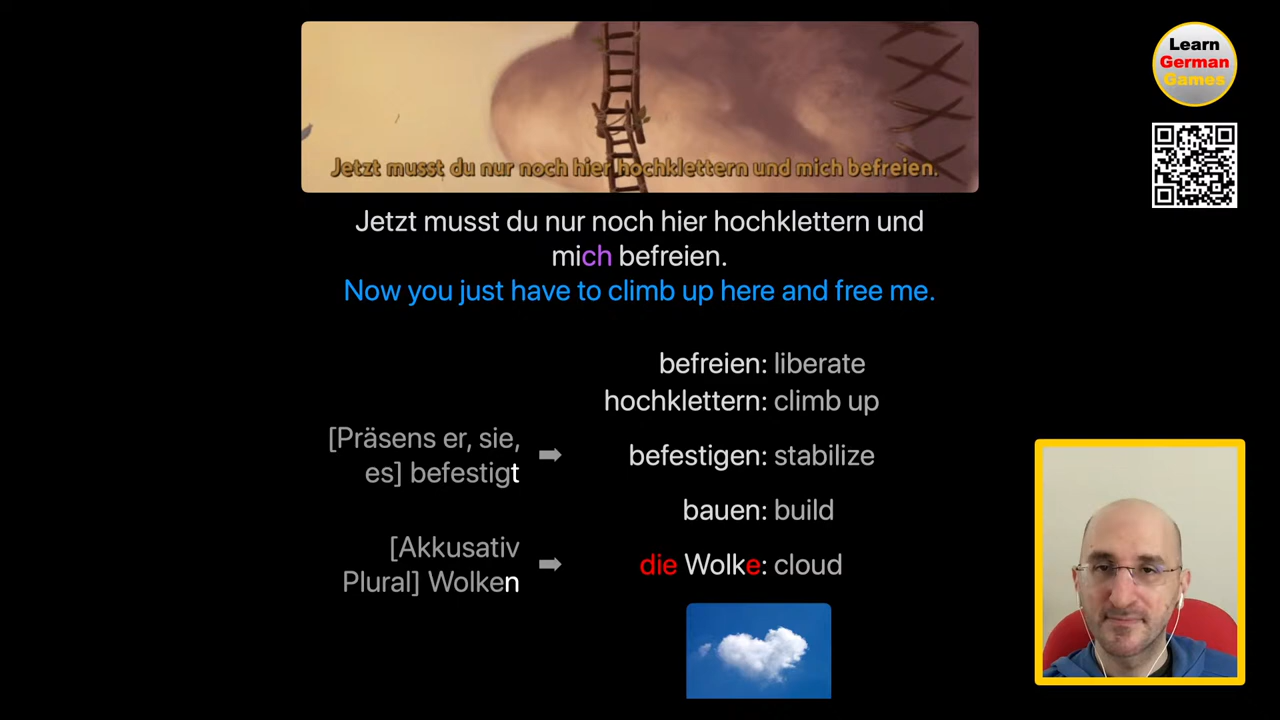 Learn
German
Games
Jetzt musst du nur noch hier hochklettern und mich befreien.
Jetzt musst du nur noch hier hochklettern und
mich befreien.
Now you just have to climb up here and free me.
befreien: liberate
hochklettern: climb up
[Präsens er, sie,
es] befestigt
➡ befestigen: stabilize
bauen: build
[Akkusativ
Plural] Wolken
➡ die Wolke: cloud